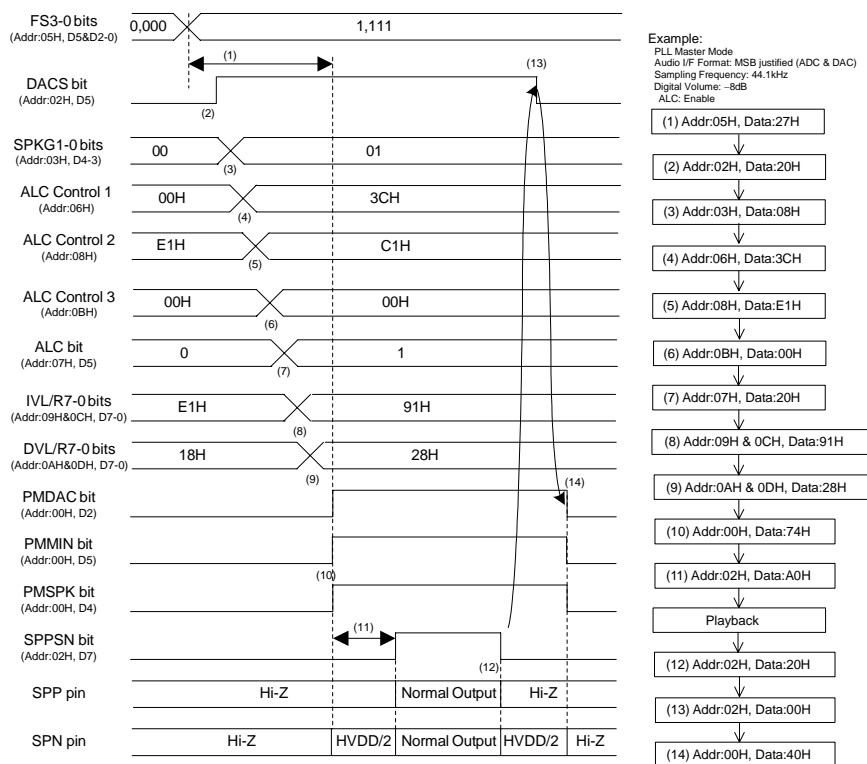 FS3-0 bits
(Addr:05H, D5&D2-0)
0,000
1,111
(1)
(13)
DACS bit
(Addr:02H, D5)
(2)
SPKG1-0 bits
(Addr:03H, D4-3)
00
01
(3)
ALC Control 1
(Addr:06H)
00H
3CH
(4)
ALC Control 2
(Addr:08H)
E1H
C1H
(5)
ALC Control 3
(Addr:0BH)
00H
00H
(6)
ALC bit
(Addr:07H, D5)
0
1
(7)
IVL/R7-0 bits
(Addr:09H&0CH, D7-0)
E1H
91H
(8)
DVL/R7-0 bits
(Addr:0AH&0DH, D7-0)
18H
28H
(9)
PMDAC bit
(Addr:00H, D2)
(14)
PMMIN bit
(Addr:00H, D5)
(10)
PMSPK bit
(Addr:00H, D4)
(11)
SPPSN bit
(Addr:02H, D7)
(12)
SPP pin
Hi-Z
Normal Output
Hi-Z
SPN pin
Hi-Z
HVDD/2
Normal Output
HVDD/2
Hi-Z
Example:
PLL Master Mode
Audio I/F Format: MSB justified (ADC & DAC)
Sampling Frequency: 44.1kHz
Digital Volume: −8dB
ALC: Enable
(1) Addr:05H, Data:27H
(2) Addr:02H, Data:20H
(3) Addr:03H, Data:08H
(4) Addr:06H, Data:3CH
(5) Addr:08H, Data:E1H
(6) Addr:0BH, Data:00H
(7) Addr:07H, Data:20H
(8) Addr:09H & 0CH, Data:91H
(9) Addr:0AH & 0DH, Data:28H
(10) Addr:00H, Data:74H
(11) Addr:02H, Data:A0H
Playback
(12) Addr:02H, Data:20H
(13) Addr:02H, Data:00H
(14) Addr:00H, Data:40H